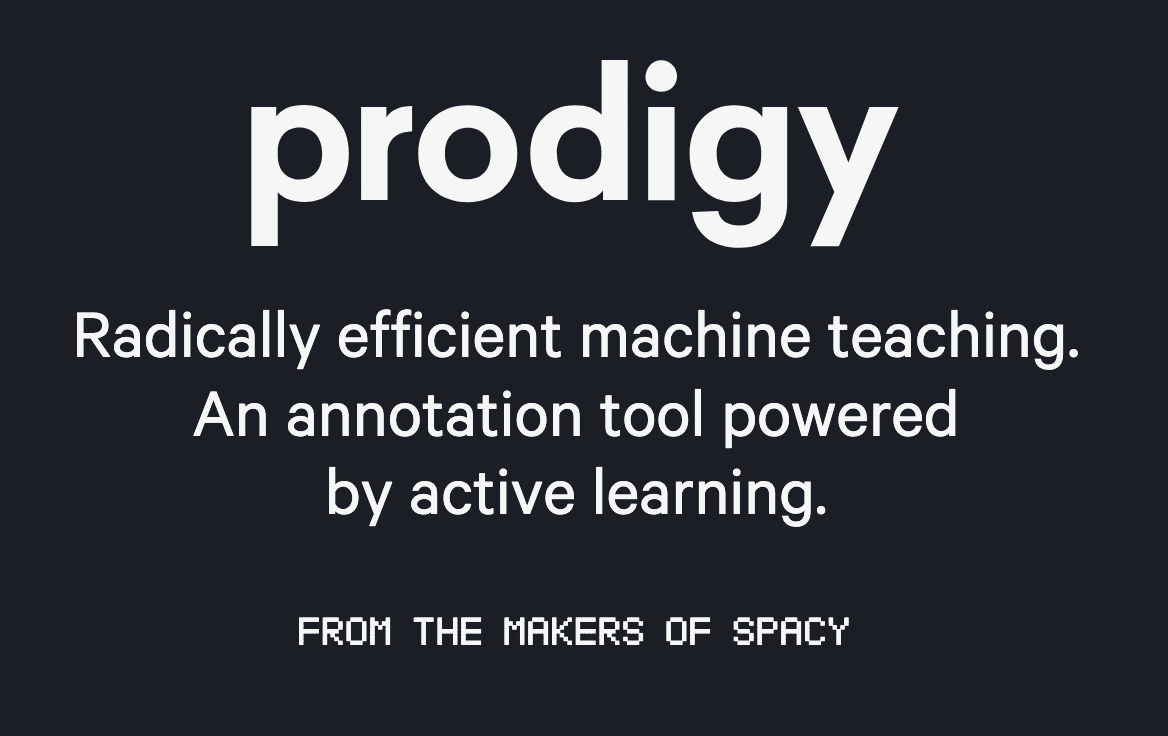 prodigy
Radically efficient machine teaching.
An annotation tool powered
by active learning.
FROM THE MAKERS OF SPACY